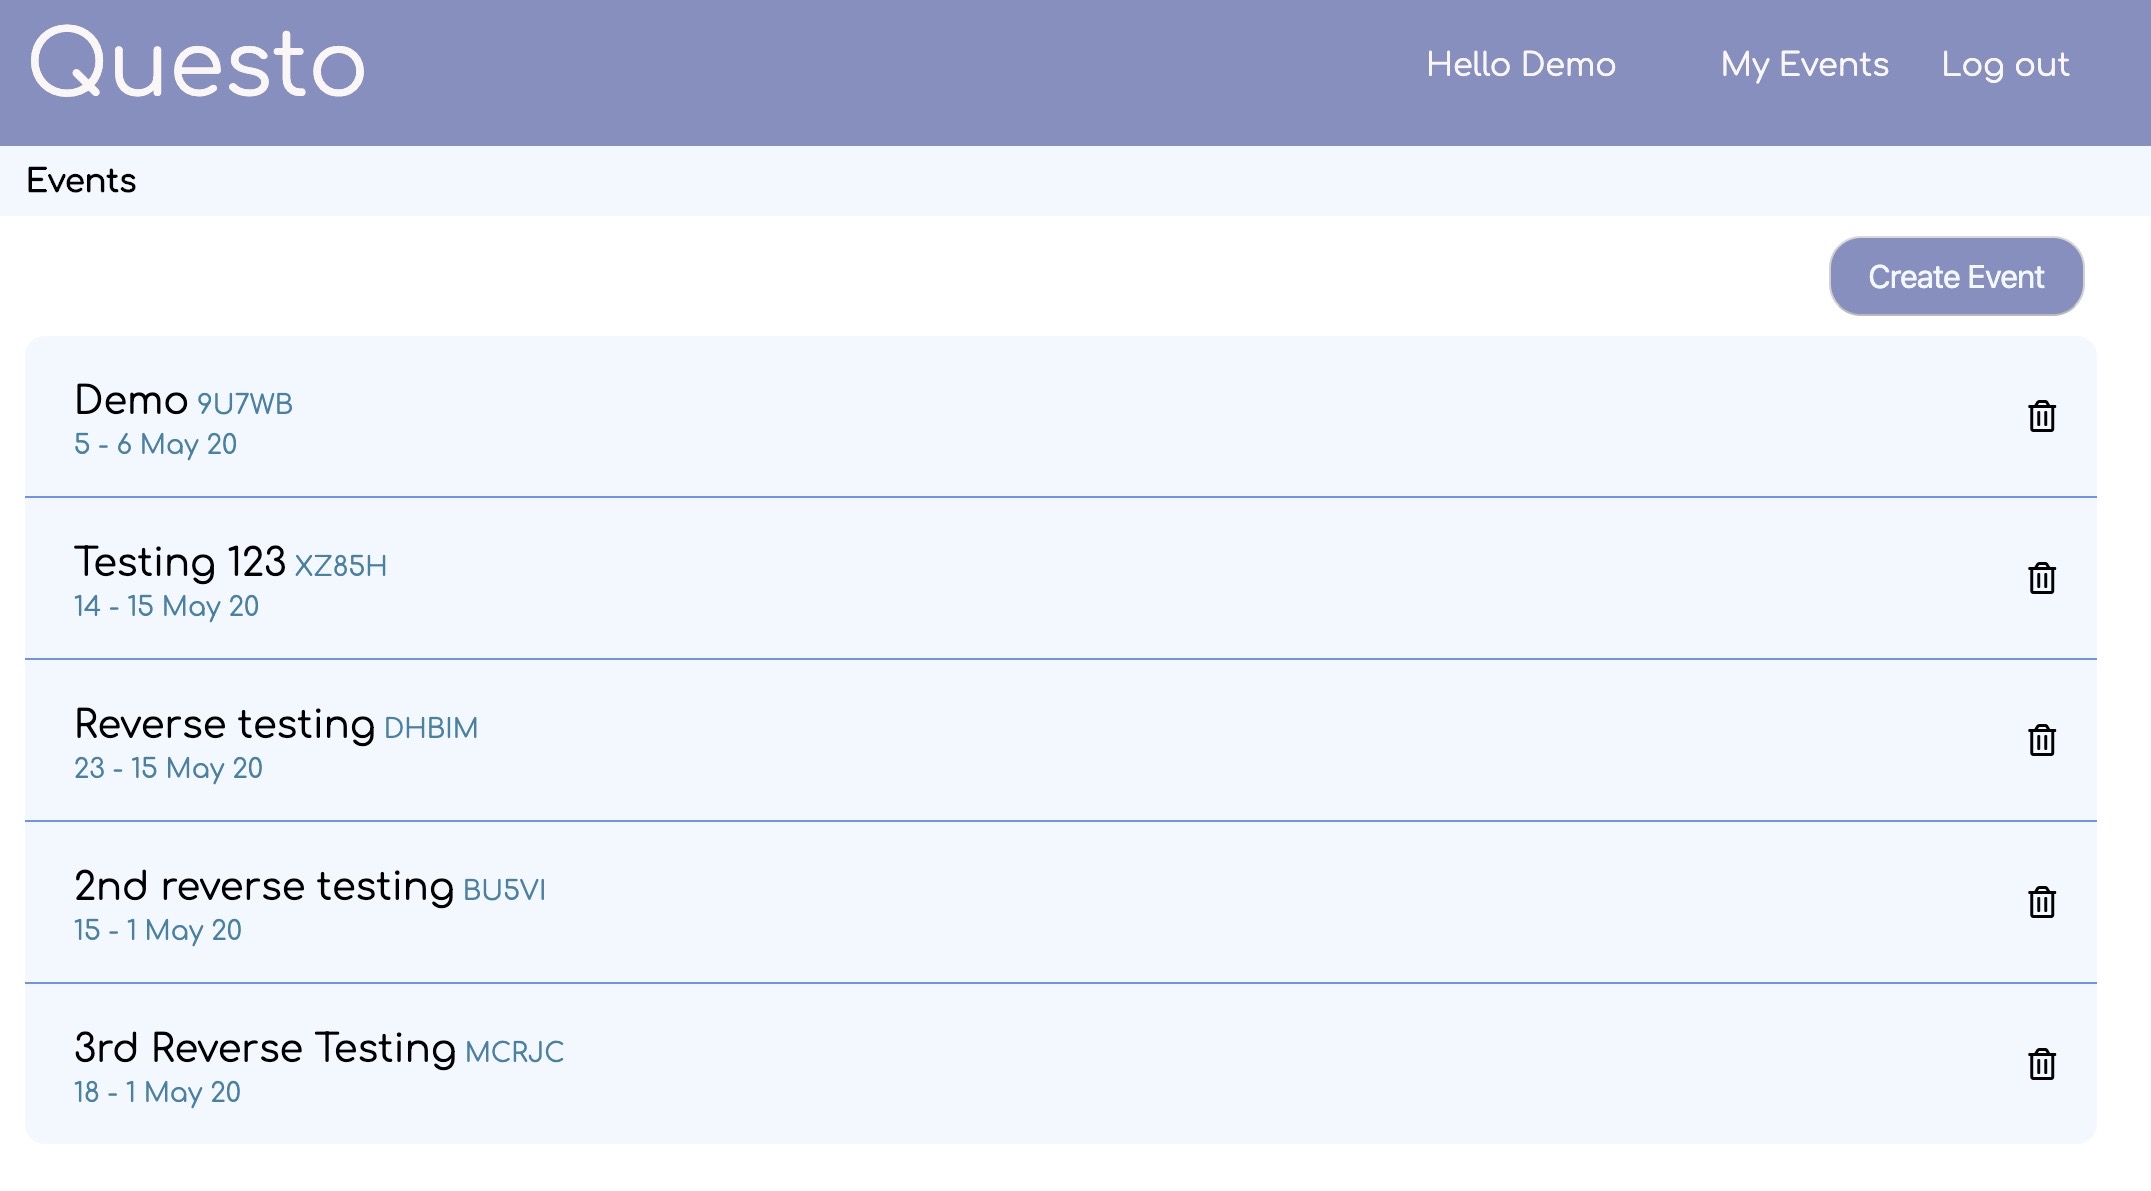 Questo
Hello Demo My Events Log out
Events
Create Event
Demo 9U7WB
5 - 6 May 20
Testing 123 XZ85H
14 - 15 May 20
Reverse testing DHBIM
23 - 15 May 20
2nd reverse testing BU5VI
15 - 1 May 20
3rd Reverse Testing MCRJC
18 - 1 May 20